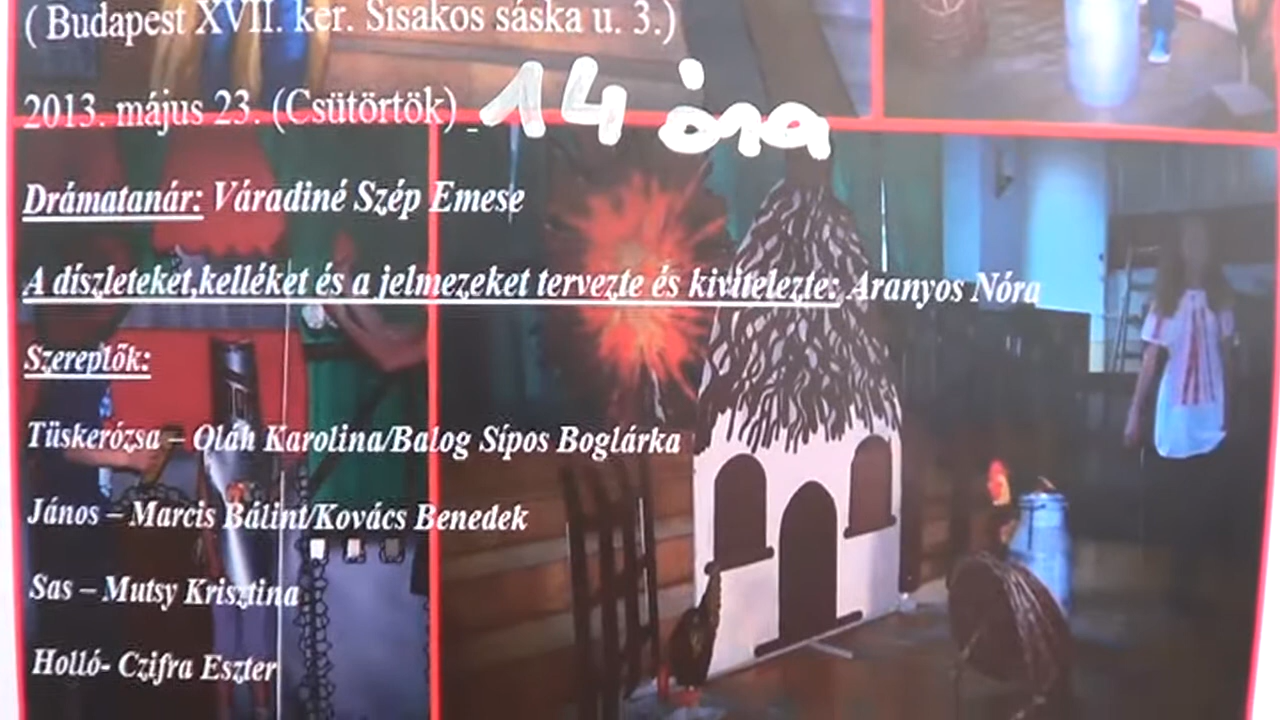 ( Budapest XVII. ker. Sisakos sáska u. 3.)
2013. május 23. (Csütörtök) _ 14 óra
Drámatanár: Váradiné Szép Emese
A díszleteket,kelléket és a jelmezeket tervezte és kivitelezte: Aranyos Nóra
Szereplők:
Tüskerózsa – Oláh Karolina/Balog Sípos Boglárka
János – Marcis Bálint/Kovács Benedek
Sas – Mutsy Krisztina
Holló- Czifra Eszter